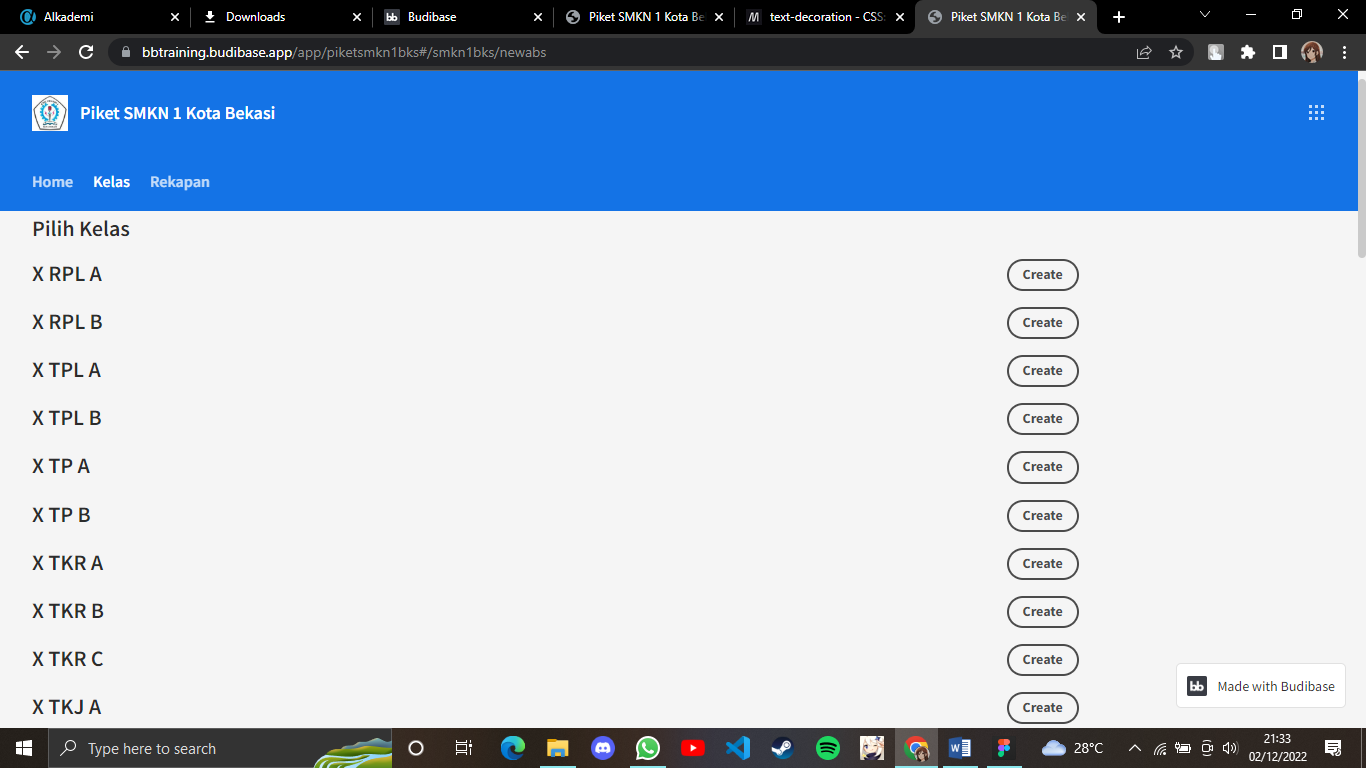 Alkademi
Downloads
Budibase
Piket SMKN 1 Kota Be
text-decoration - CSS:
Piket SMKN 1 Kota Be
bbtraining.budibase.app/app/piketsmkn1bks#/smkn1bks/newabs
Piket SMKN 1 Kota Bekasi
Home Kelas Rekapan
Pilih Kelas
X RPL A Create
X RPL B Create
X TPL A Create
X TPL B Create
X TP A Create
X TP B Create
X TKR A Create
X TKR B Create
X TKR C Create
X TKJ A Create
bb Made with Budibase
Type here to search
28°C
21:33
02/12/2022